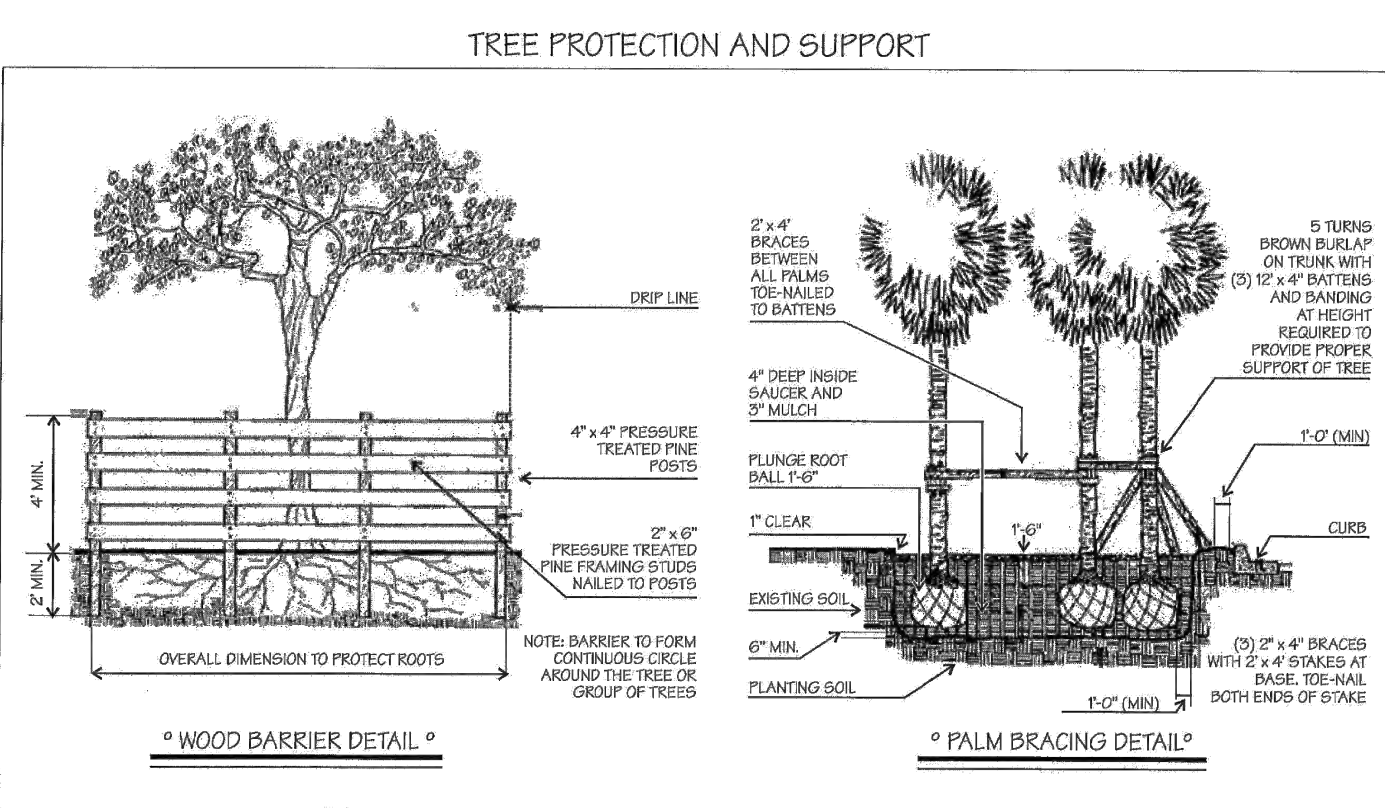 TREE PROTECTION AND SUPPORT
DRIP LINE
4" x 4" PRESSURE
TREATED PINE
POSTS
4' MIN.
2" x 6"
PRESSURE TREATED
PINE FRAMING STUDS
NAILED TO POSTS
2' MIN.
OVERALL DIMENSION TO PROTECT ROOTS
NOTE: BARRIER TO FORM
CONTINUOUS CIRCLE
AROUND THE TREE OR
GROUP OF TREES
° WOOD BARRIER DETAIL °
2' x 4'
BRACES
BETWEEN
ALL PALMS
TOE-NAILED
TO BATTENS
4" DEEP INSIDE
SAUCER AND
3" MULCH
PLUNGE ROOT
BALL 1'-6"
1" CLEAR
EXISTING SOIL
6" MIN.
PLANTING SOIL
1'-6"
5 TURNS
BROWN BURLAP
ON TRUNK WITH
(3) 12' x 4" BATTENS
AND BANDING
AT HEIGHT
REQUIRED TO
PROVIDE PROPER
SUPPORT OF TREE
1'-0' (MIN)
CURB
(3) 2" x 4" BRACES
WITH 2' x 4' STAKES AT
BASE. TOE-NAIL
BOTH ENDS OF STAKE
1'-0" (MIN)
° PALM BRACING DETAIL°